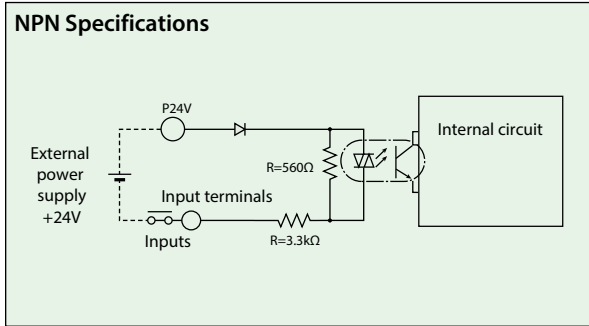 NPN Specifications
P24V
External
power
supply
+24V
Input terminals
Inputs
R=560Ω
R=3.3kΩ
Internal circuit